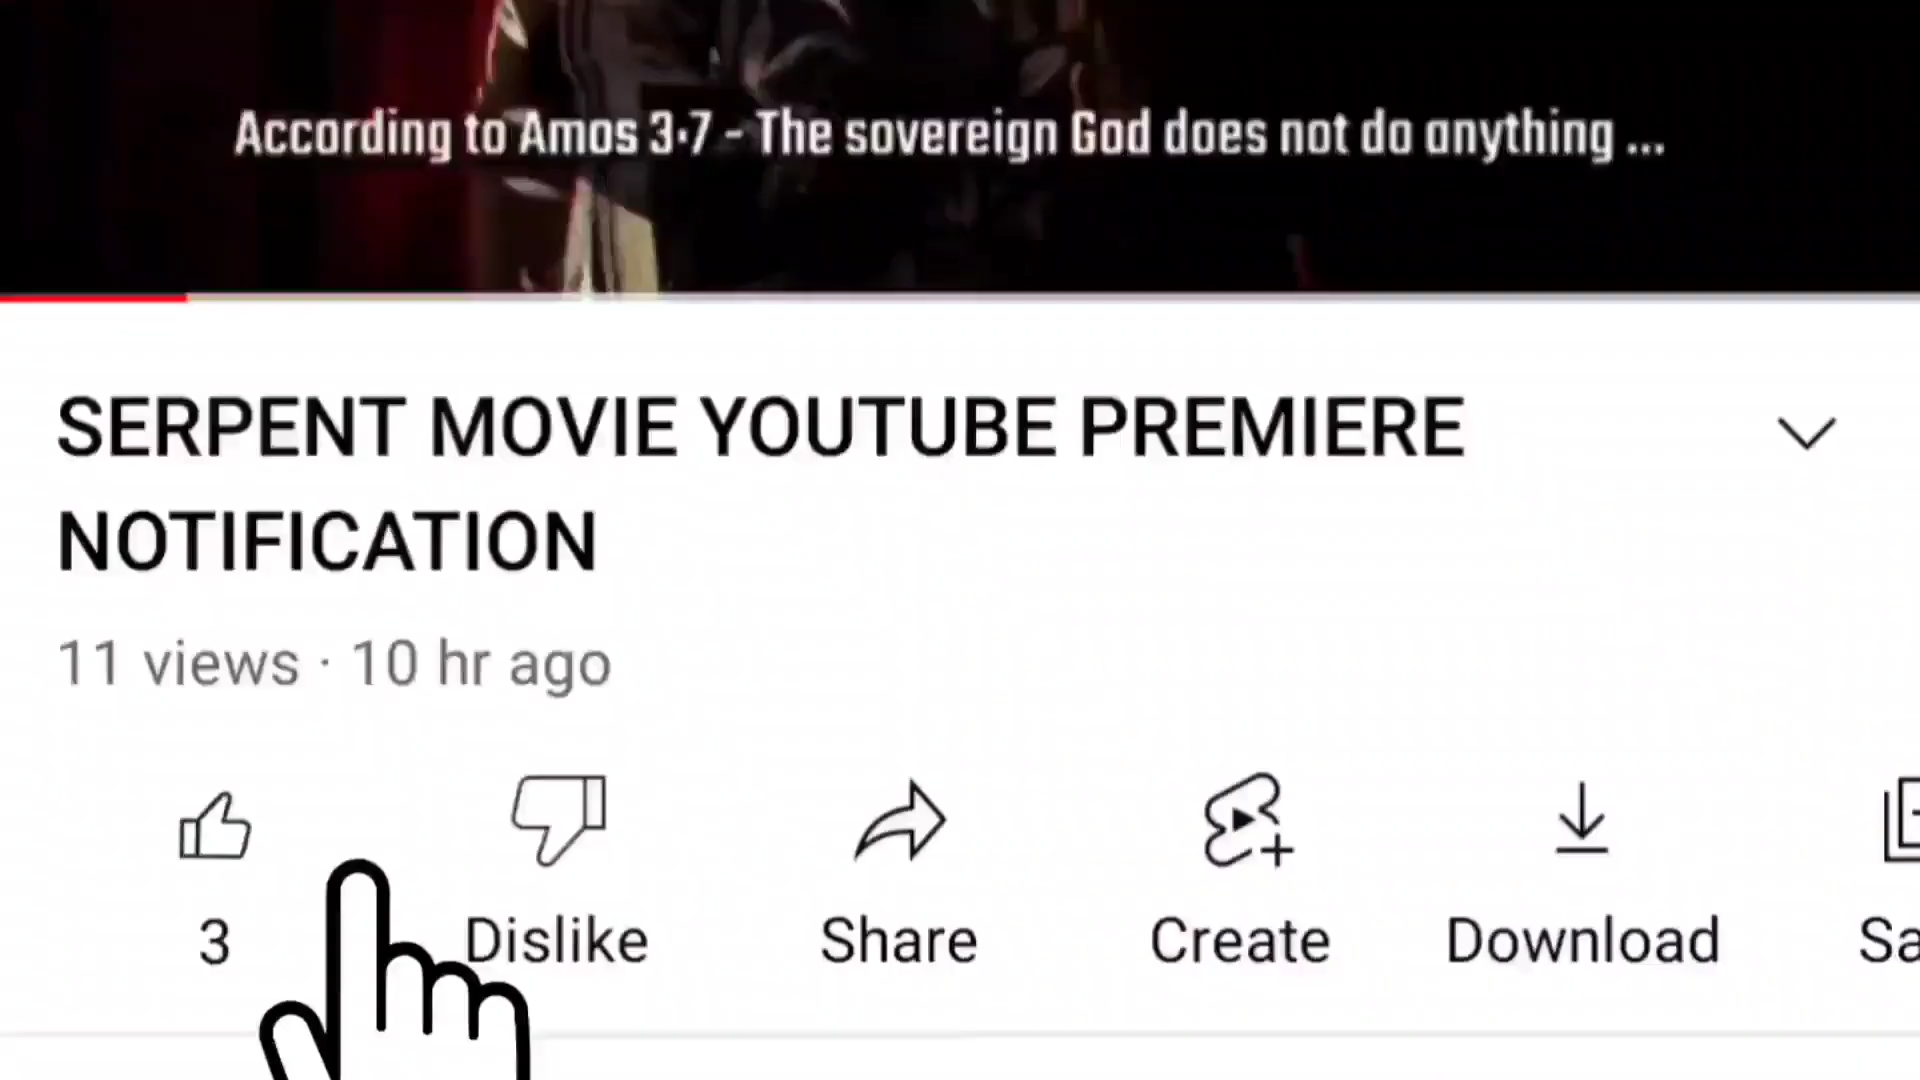 According to Amos 3:7 - The sovereign God does not do anything ...
SERPENT MOVIE YOUTUBE PREMIERE
NOTIFICATION
11 views · 10 hr ago
3
Dislike
Share
Create
Download
Sa